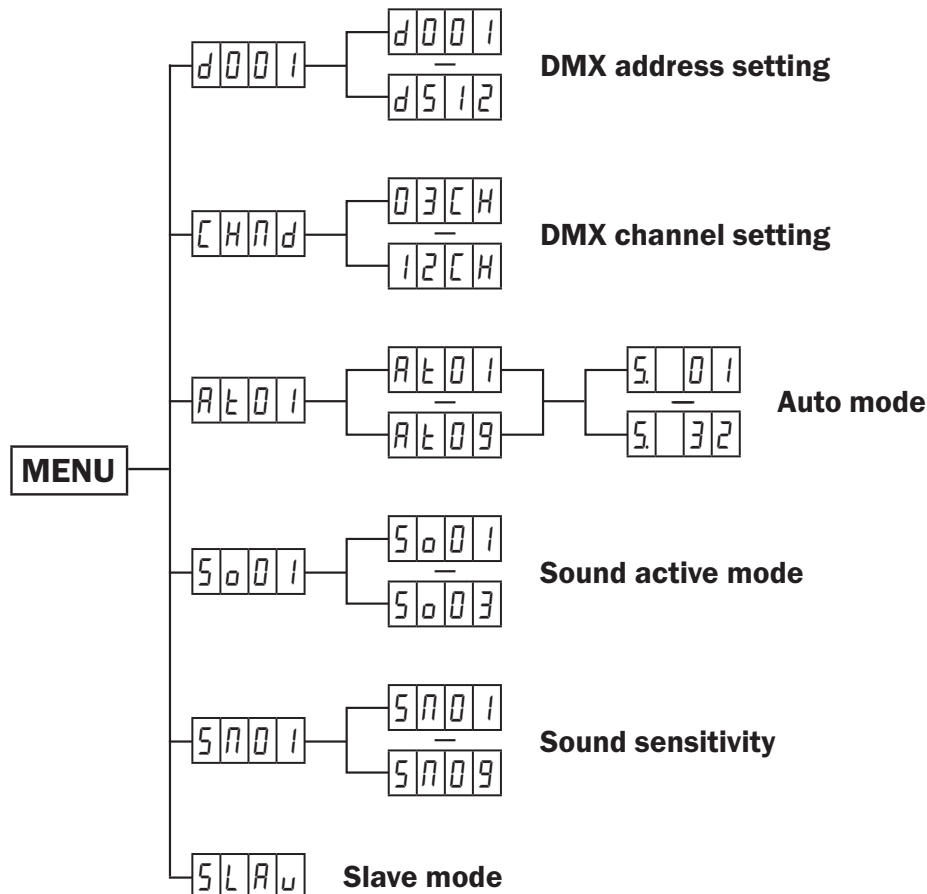 d001
d001
DMX address setting
d512
CHMd
03CH
DMX channel setting
12CH
At01
At01
At09
S. 01
S. 32
Auto mode
MENU
So01
So01
Sound active mode
So03
SM01
SM01
Sound sensitivity
SM09
SLAv
Slave mode